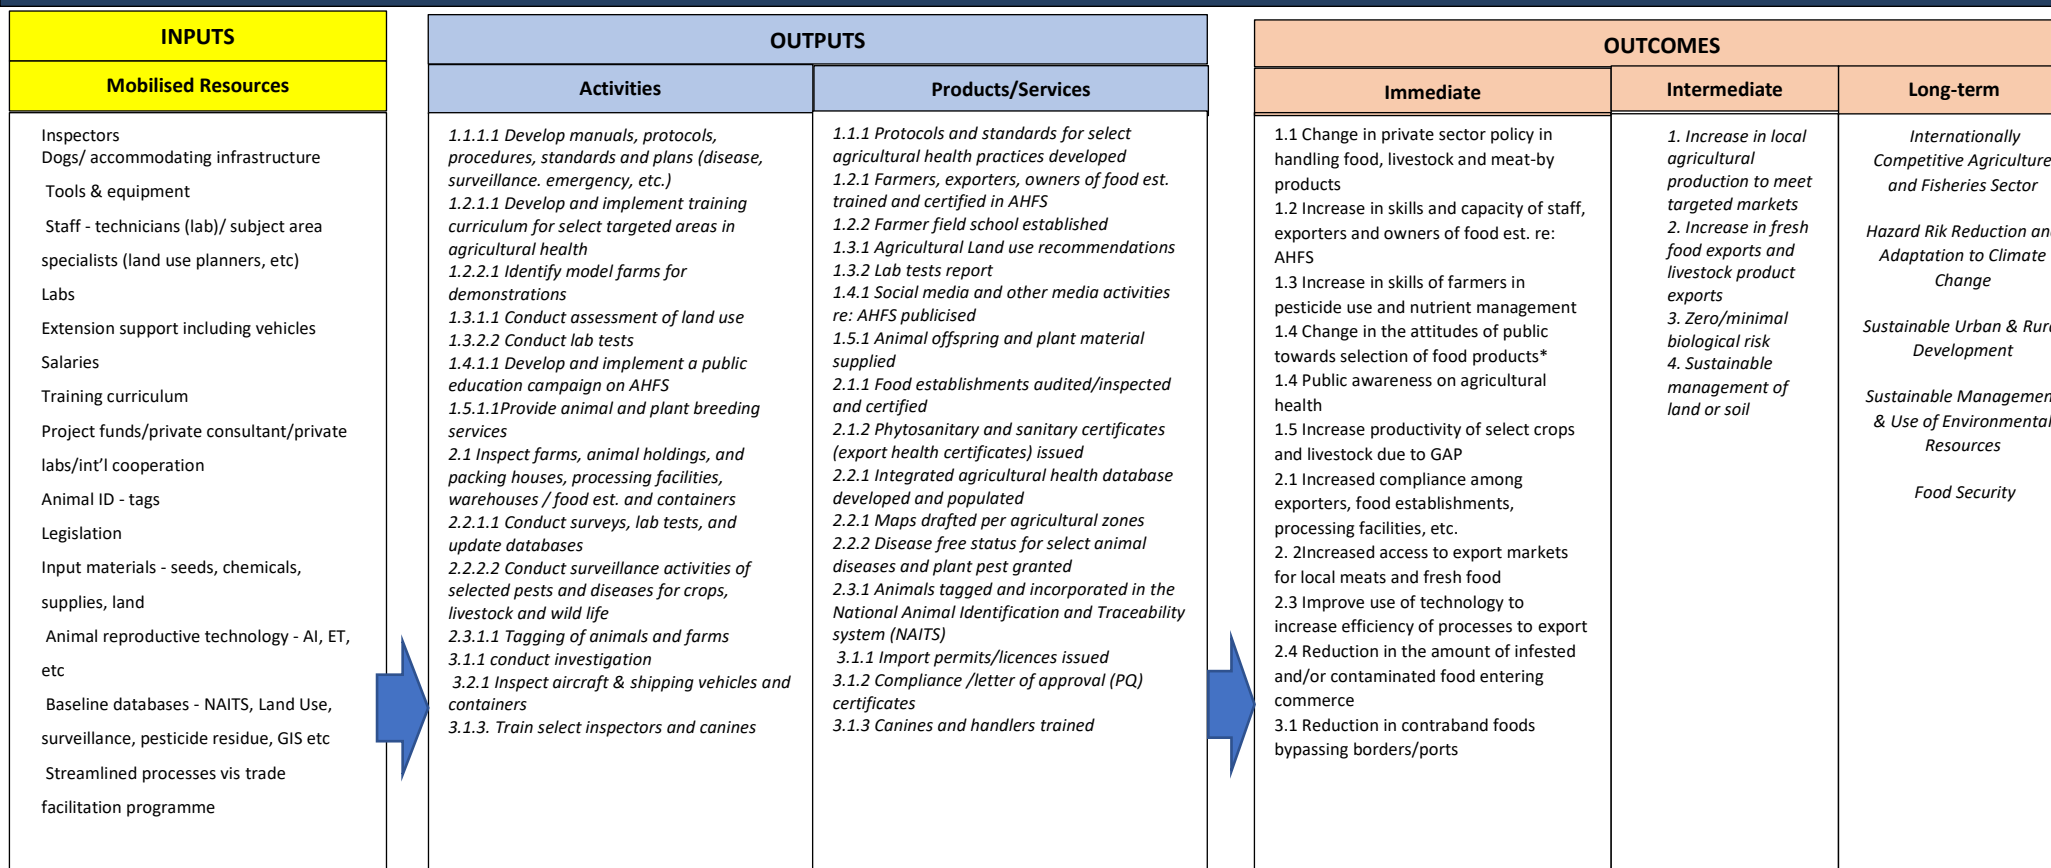 INPUTS
Mobilised Resources
Inspectors
Dogs/ accommodating infrastructure
Tools & equipment
Staff - technicians (lab)/ subject area
specialists (land use planners, etc)
Labs
Extension support including vehicles
Salaries
Training curriculum
Project funds/private consultant/private
labs/int'l cooperation
Animal ID - tags
Legislation
Input materials - seeds, chemicals,
supplies, land
Animal reproductive technology - AI, ET,
etc
Baseline databases - NAITS, Land Use,
surveillance, pesticide residue, GIS etc
Streamlined processes vis trade
facilitation programme
OUTPUTS
Activities
1.1.1.1 Develop manuals, protocols,
procedures, standards and plans (disease,
surveillance. emergency, etc.)
1.2.1.1 Develop and implement training
curriculum for select targeted areas in
agricultural health
1.2.2.1 Identify model farms for
demonstrations
1.3.1.1 Conduct assessment of land use
1.3.2.2 Conduct lab tests
1.4.1.1 Develop and implement a public
education campaign on AHFS
1.5.1.1Provide animal and plant breeding
services
2.1 Inspect farms, animal holdings, and
packing houses, processing facilities,
warehouses / food est. and containers
2.2.1.1 Conduct surveys, lab tests, and
update databases
2.2.2.2 Conduct surveillance activities of
selected pests and diseases for crops,
livestock and wild life
2.3.1.1 Tagging of animals and farms
3.1.1 conduct investigation
3.2.1 Inspect aircraft & shipping vehicles and
containers
3.1.3. Train select inspectors and canines
Products/Services
1.1.1 Protocols and standards for select
agricultural health practices developed
1.2.1 Farmers, exporters, owners of food est.
trained and certified in AHFS
1.2.2 Farmer field school established
1.3.1 Agricultural Land use recommendations
1.3.2 Lab tests report
1.4.1 Social media and other media activities
re: AHFS publicised
1.5.1 Animal offspring and plant material
supplied
2.1.1 Food establishments audited/inspected
and certified
2.1.2 Phytosanitary and sanitary certificates
(export health certificates) issued
2.2.1 Integrated agricultural health database
developed and populated
2.2.1 Maps drafted per agricultural zones
2.2.2 Disease free status for select animal
diseases and plant pest granted
2.3.1 Animals tagged and incorporated in the
National Animal Identification and Traceability
system (NAITS)
3.1.1 Import permits/licences issued
3.1.2 Compliance /letter of approval (PQ)
certificates
3.1.3 Canines and handlers trained
OUTCOMES
Immediate
1.1 Change in private sector policy in
handling food, livestock and meat-by
products
1.2 Increase in skills and capacity of staff,
exporters and owners of food est. re:
AHFS
1.3 Increase in skills of farmers in
pesticide use and nutrient management
1.4 Change in the attitudes of public
towards selection of food products*
1.4 Public awareness on agricultural
health
1.5 Increase productivity of select crops
and livestock due to GAP
2.1 Increased compliance among
exporters, food establishments,
processing facilities, etc.
2. 2Increased access to export markets
for local meats and fresh food
2.3 Improve use of technology to
increase efficiency of processes to export
2.4 Reduction in the amount of infested
and/or contaminated food entering
commerce
3.1 Reduction in contraband foods
bypassing borders/ports
Intermediate
1. Increase in local
agricultural
production to meet
targeted markets
2. Increase in fresh
food exports and
livestock product
exports
3. Zero/minimal
biological risk
4. Sustainable
management of
land or soil
Long-term
Internationally
Competitive Agriculture
and Fisheries Sector
Hazard Rik Reduction
Adaptation to Climate
Change
Sustainable Urban &
Development
Sustainable
& Use of Environmental
Resources
Food Security